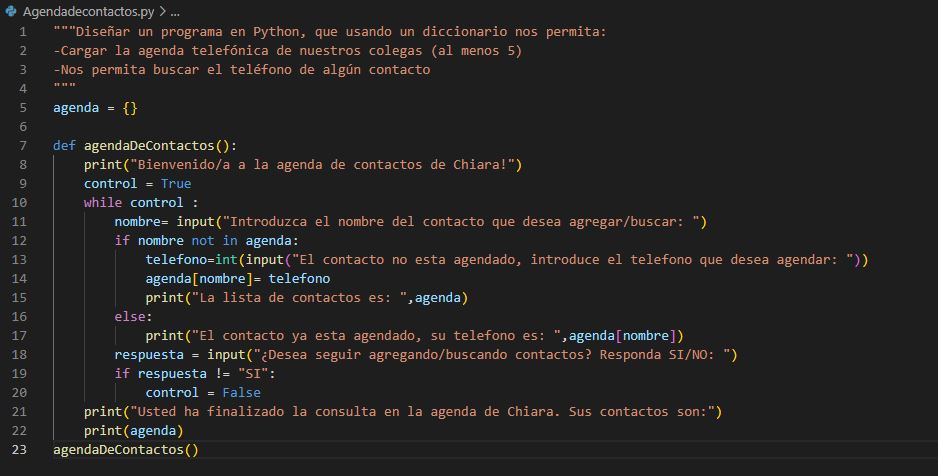 Agendadecontactos.py > ...
1 """Diseñar un programa en Python, que usando un diccionario nos permita:
2 -Cargar la agenda telefónica de nuestros colegas (al menos 5)
3 -Nos permita buscar el teléfono de algún contacto
4 """
5 agenda = {}
6
7 def agendaDeContactos():
8     print("Bienvenido/a a la agenda de contactos de Chiara!")
9     control = True
10     while control :
11         nombre= input("Introduzca el nombre del contacto que desea agregar/buscar: ")
12         if nombre not in agenda:
13             telefono=int(input("El contacto no esta agendado, introduce el telefono que desea agendar: "))
14             agenda[nombre]= telefono
15             print("La lista de contactos es: ",agenda)
16         else:
17             print("El contacto ya esta agendado, su telefono es: ",agenda[nombre])
18         respuesta = input("¿Desea seguir agregando/buscando contactos? Responda SI/NO: ")
19         if respuesta != "SI":
20             control = False
21     print("Usted ha finalizado la consulta en la agenda de Chiara. Sus contactos son:")
22     print(agenda)
23 agendaDeContactos()